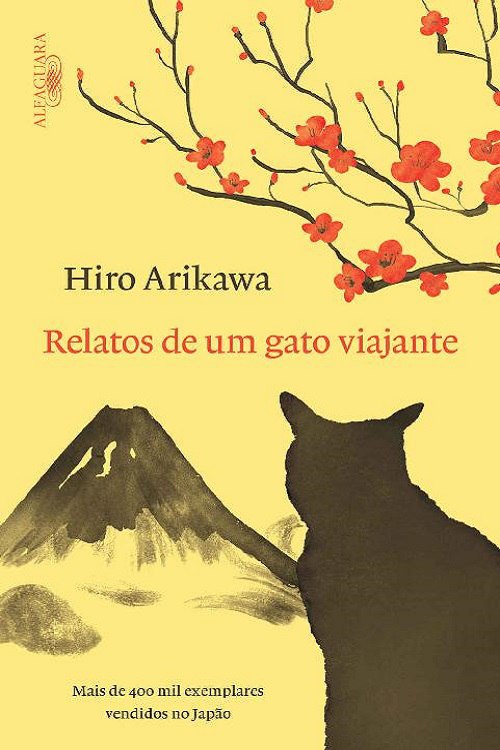 ALFAGUARA
Hiro Arikawa
Relatos de um gato viajante
Mais de 400 mil exemplares
vendidos no Japão